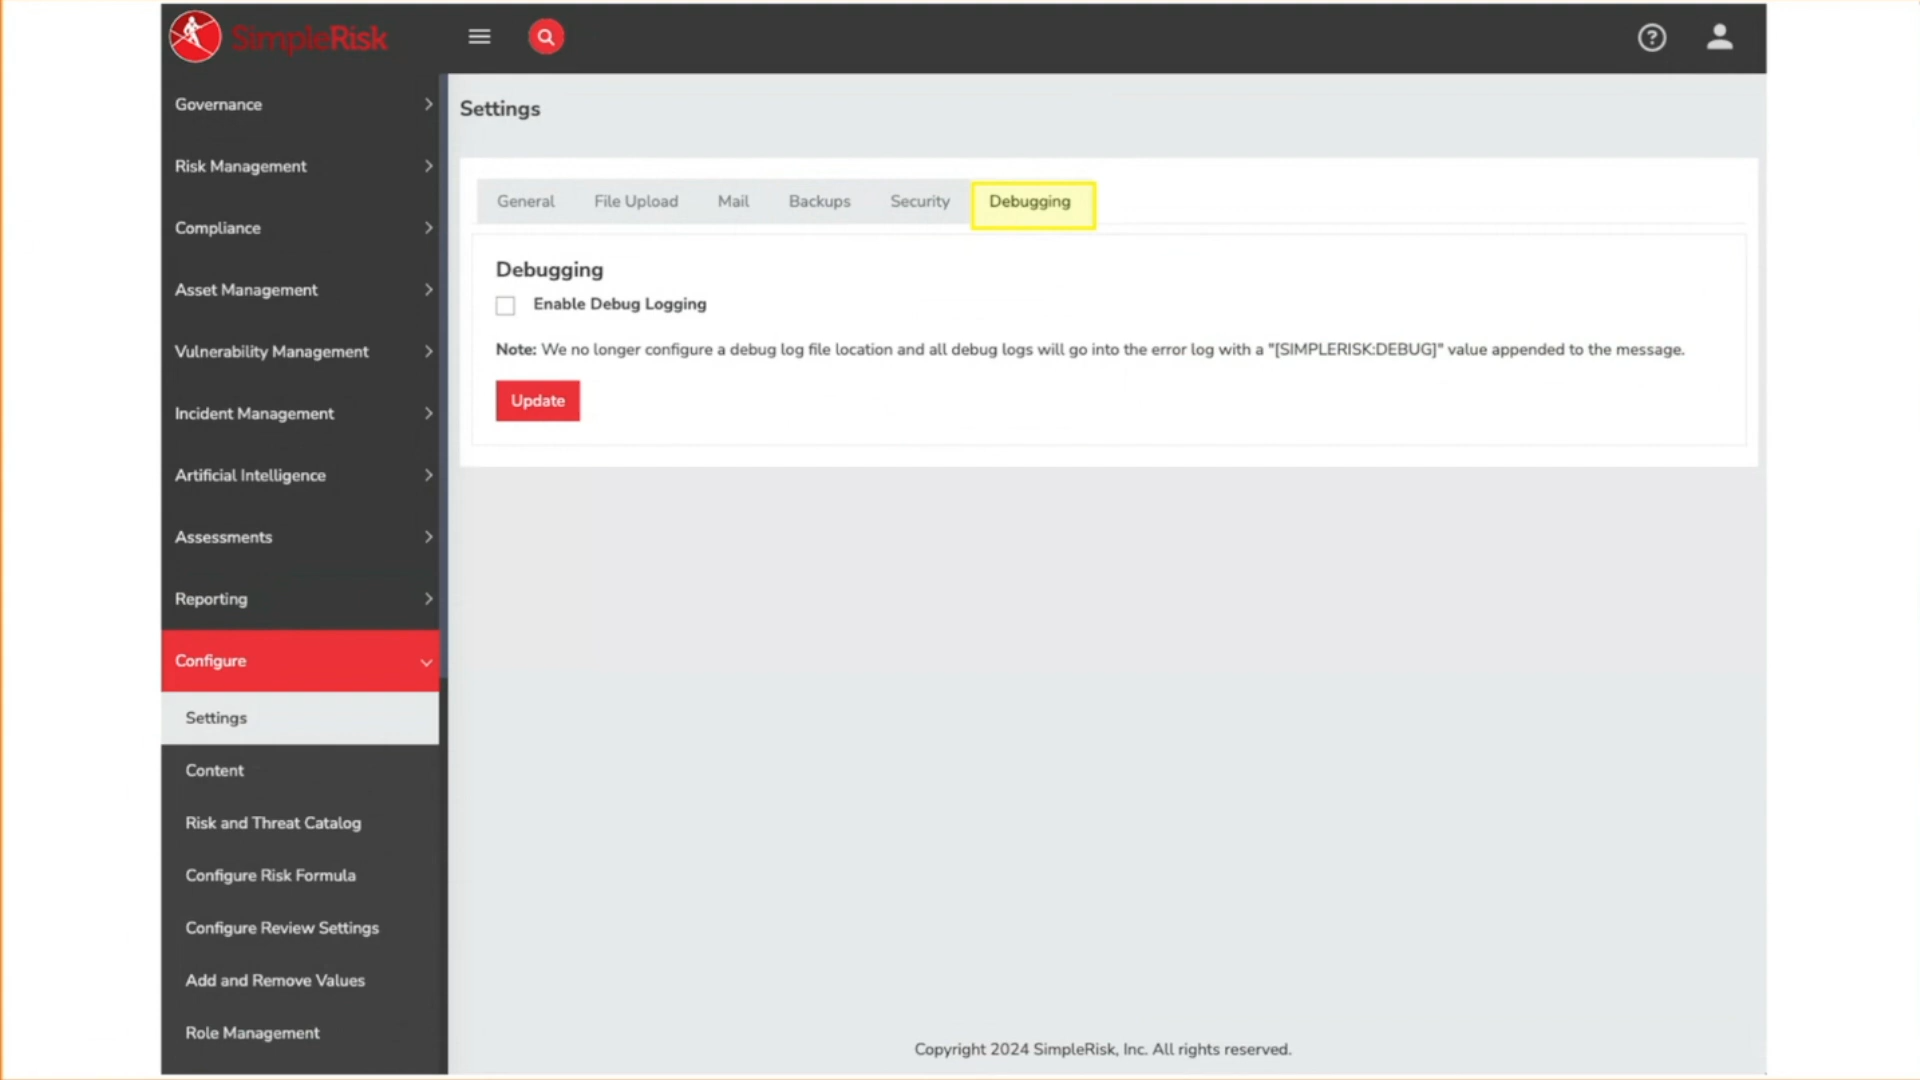 SimpleRisk
Governance
Risk Management
Compliance
Asset Management
Vulnerability Management
Incident Management
Artificial Intelligence
Assessments
Reporting
Configure
Settings
Content
Risk and Threat Catalog
Configure Risk Formula
Configure Review Settings
Add and Remove Values
Role Management
Settings
General File Upload Mail Backups Security Debugging
Debugging
Enable Debug Logging
Note: We no longer configure a debug log file location and all debug logs will go into the error log with a "[SIMPLERISK:DEBUG]" value appended to the message.
Update
Copyright 2024 SimpleRisk, Inc. All rights reserved.